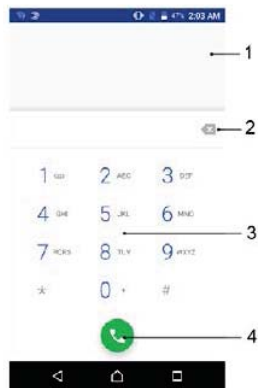 47% 2:03 AM
1
2
1 2 ABC 3 DEF
4 GHI 5 JKL 6 MNO
3
7 PQRS 8 TUV 9 WXYZ
* 0 + #
4